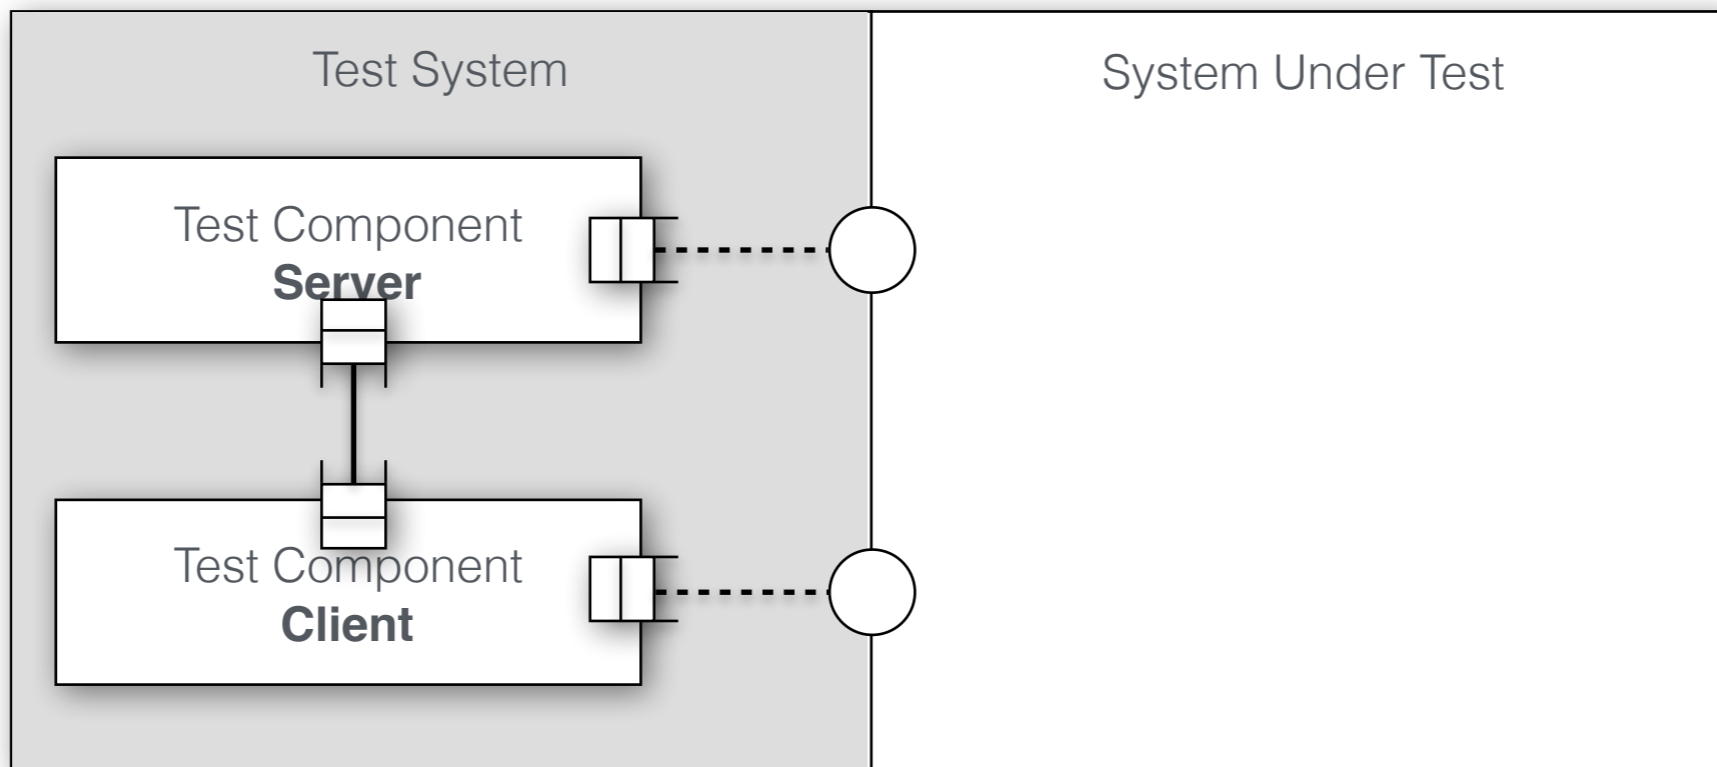 Test System
System Under Test
Test Component
Server
Test Component
Client